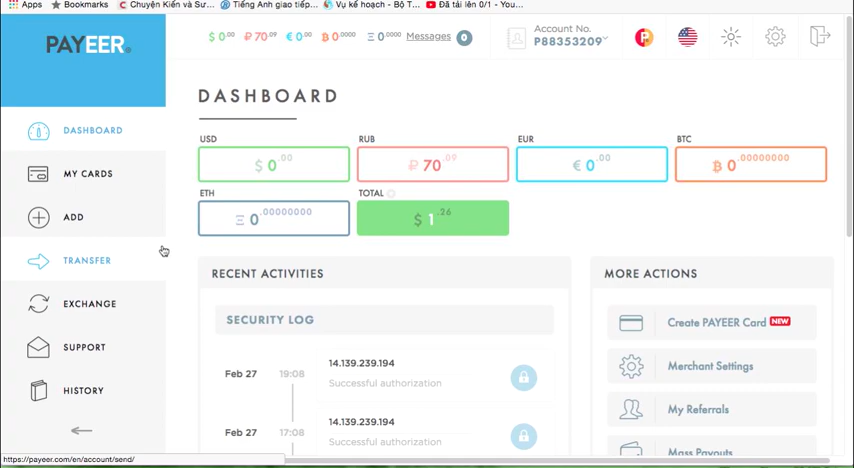 Apps Bookmarks Chuyện Kiến và Sư... Tiếng Anh giao tiếp... Vụ kế hoạch - Bộ T... Đã tải lên 0/1 - You...
PAYEER
$ 0.00 ₽ 70.09 € 0.00 0.0000 Ξ 0.0000 Messages 0
Account No.
P88353209
DASHBOARD
MY CARDS
ADD
TRANSFER
EXCHANGE
SUPPORT
HISTORY
DASHBOARD
USD RUB EUR BTC
$ 0.00 ₽ 70.09 € 0.00 0.00000000
ETH TOTAL
Ξ 0.00000000 $ 1.26
RECENT ACTIVITIES
SECURITY LOG
Feb 27 19:08 14.139.239.194
Successful authorization
Feb 27 17:08 14.139.239.194
Successful authorization
MORE ACTIONS
Create PAYEER Card NEW
Merchant Settings
My Referrals
Mass Payouts
https://payeer.com/en/account/send/